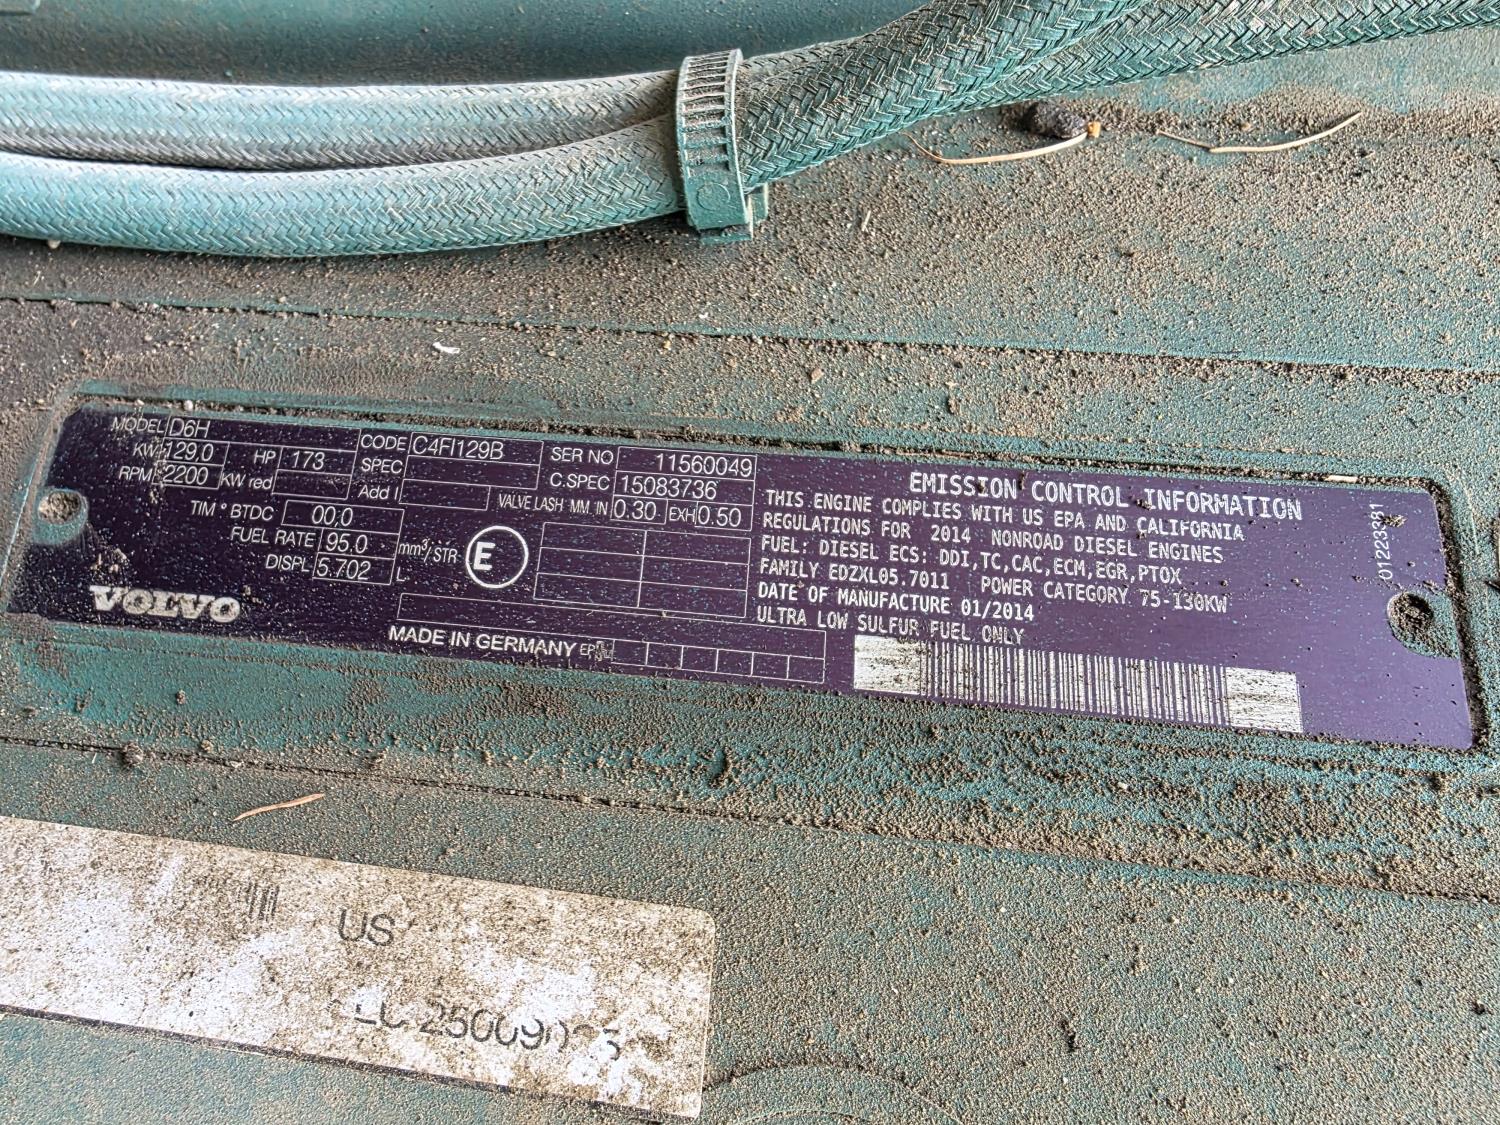 MODEL D6H
KW 129,0 HP 173
RPM 2200 KW red
CODE C4FI129B
SPEC
Add I
TIM ° BTDC 00,0
FUEL RATE 95.0 mm³/STR
DISPL 5.702 L.
VOLVO
SER NO 11560049
C.SPEC 15083736
VALVE LASH MM. IN 0.30 EXH 0.50
E
MADE IN GERMANY
EMISSION CONTROL INFORMATION
THIS ENGINE COMPLIES WITH US EPA AND CALIFORNIA
REGULATIONS FOR 2014 NONROAD DIESEL ENGINES
FUEL: DIESEL ECS: DDI,TC,CAC,ECM,EGR,PTOX
FAMILY EDZXL05.7011 POWER CATEGORY 75-130KW
DATE OF MANUFACTURE 01/2014
ULTRA LOW SULFUR FUEL ONLY
US